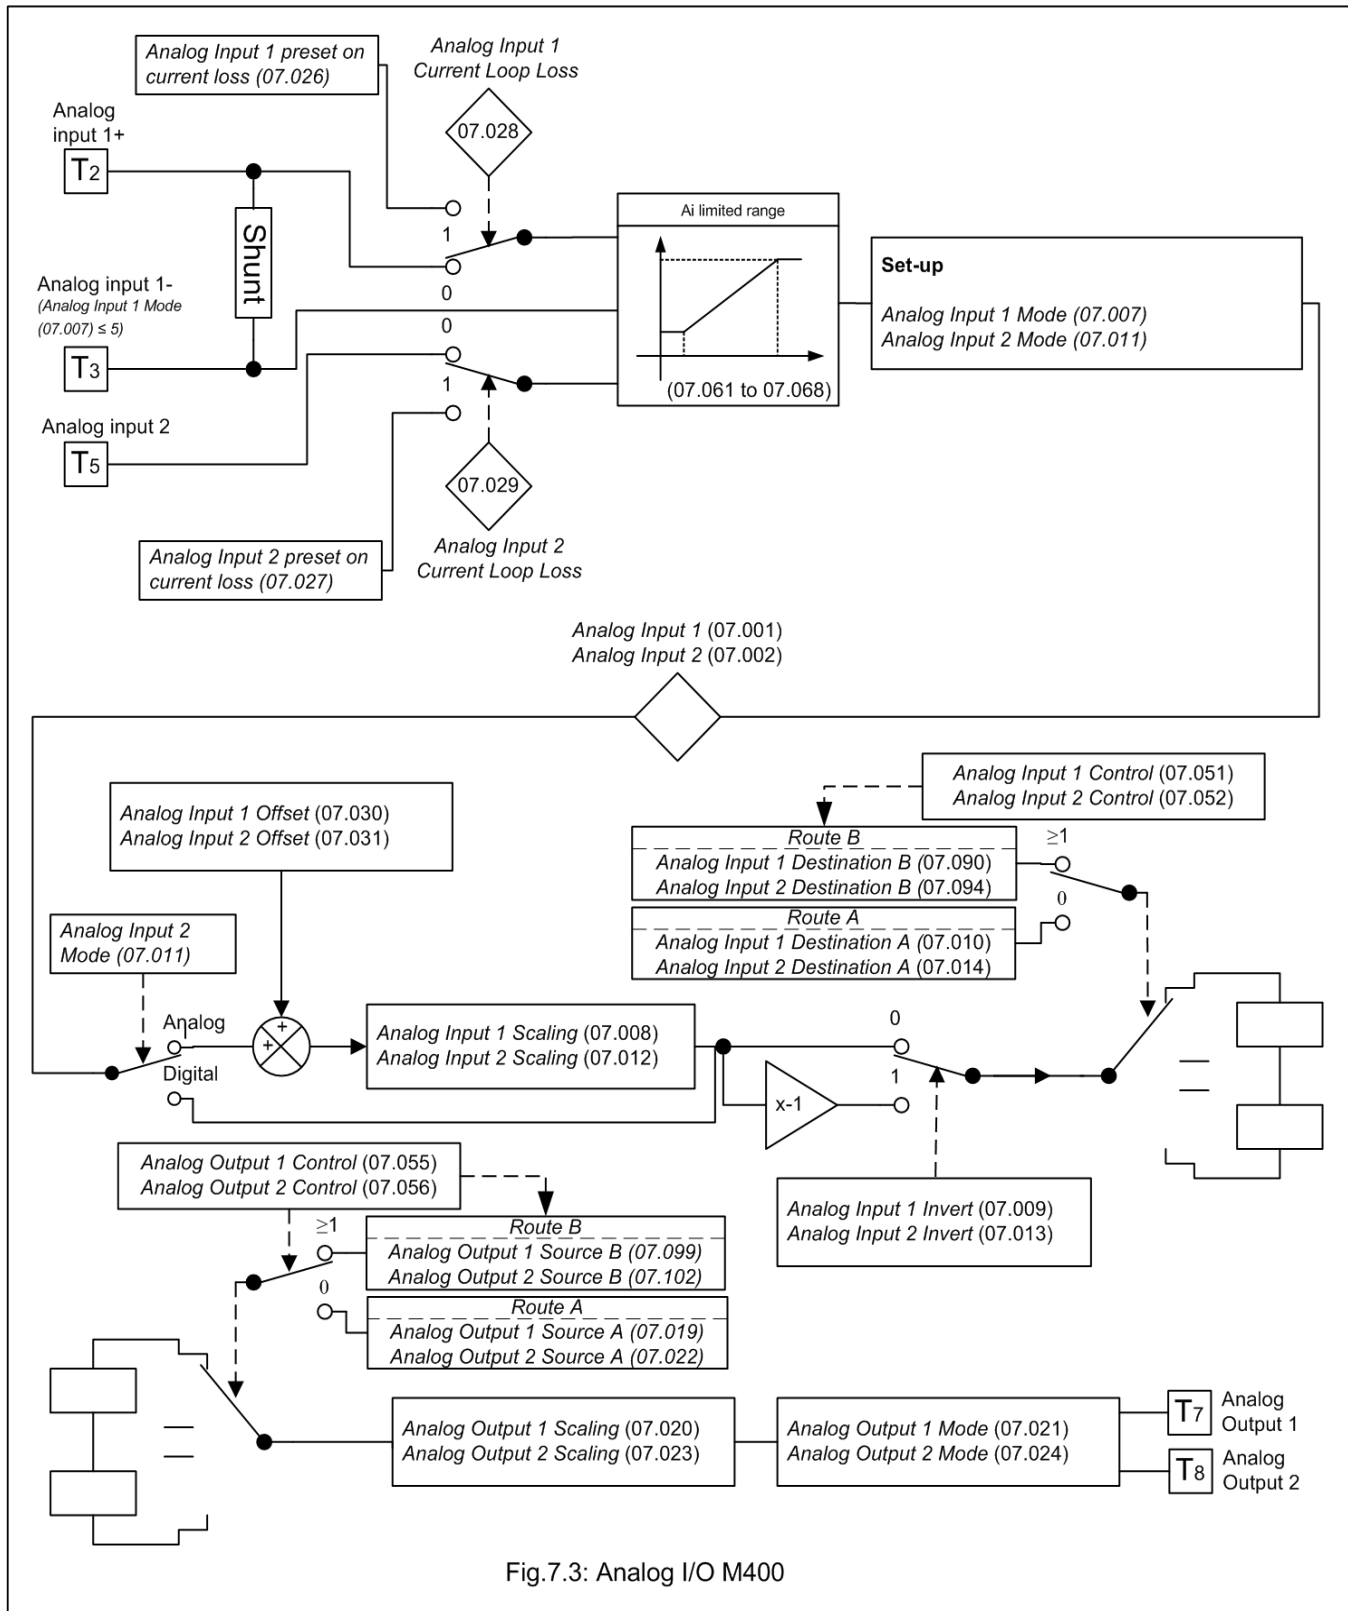 Analog Input 1 preset on
current loss (07.026)
Analog Input 1
Current Loop Loss
07.028
Analog
input 1+
T2
Shunt
1
0
Analog input 1-
(Analog Input 1 Mode
(07.007) ≤ 5)
T3
0
1
Analog input 2
T5
07.029
Analog Input 2
Current Loop Loss
Analog Input 2 preset on
current loss (07.027)
Ai limited range
(07.061 to 07.068)
Set-up
Analog Input 1 Mode (07.007)
Analog Input 2 Mode (07.011)
Analog Input 1 (07.001)
Analog Input 2 (07.002)
Analog Input 1 Control (07.051)
Analog Input 2 Control (07.052)
Analog Input 1 Offset (07.030)
Analog Input 2 Offset (07.031)
Route B
Analog Input 1 Destination B (07.090)
Analog Input 2 Destination B (07.094)
≥1
0
Route A
Analog Input 1 Destination A (07.010)
Analog Input 2 Destination A (07.014)
Analog Input 2
Mode (07.011)
Analog
Digital
+
+
Analog Input 1 Scaling (07.008)
Analog Input 2 Scaling (07.012)
0
1
x-1
Analog Input 1 Invert (07.009)
Analog Input 2 Invert (07.013)
Analog Output 1 Control (07.055)
Analog Output 2 Control (07.056)
≥1
0
Route B
Analog Output 1 Source B (07.099)
Analog Output 2 Source B (07.102)
Route A
Analog Output 1 Source A (07.019)
Analog Output 2 Source A (07.022)
Analog Output 1 Scaling (07.020)
Analog Output 2 Scaling (07.023)
Analog Output 1 Mode (07.021)
Analog Output 2 Mode (07.024)
T7
Analog
Output 1
T8
Analog
Output 2
Fig.7.3: Analog I/O M400